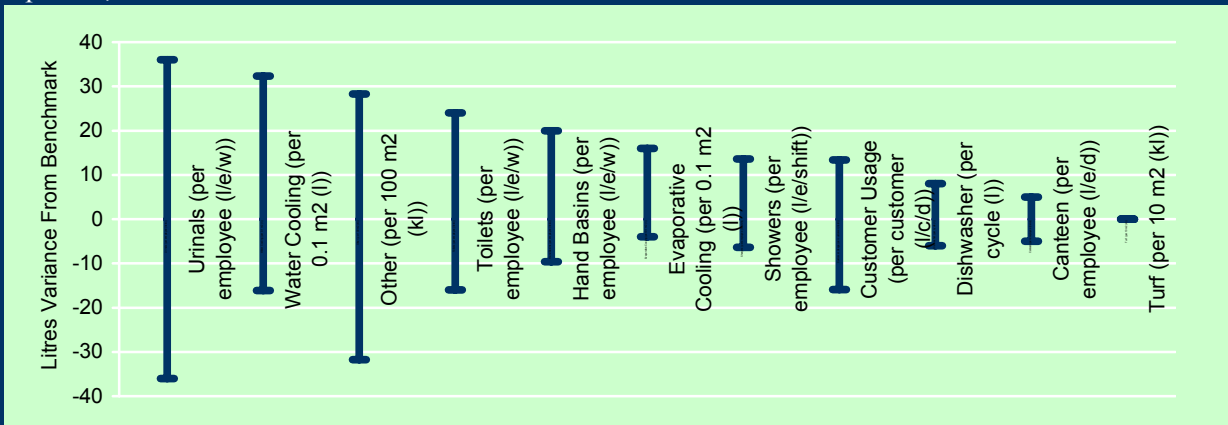 Litres Variance From Benchmark
40
30
20
10
0
-10
-20
-30
-40
Urinals (per
employee (l/e/w))
Water Cooling (per
0.1 m2 (l))
Other (per 100 m2
(kl))
Toilets (per
employee (l/e/w))
Hand Basins (per
employee (l/e/w))
Evaporative
Cooling (per 0.1 m2
(l))
Showers (per
employee (l/e/shift))
Customer Usage
(per customer
(l/c/d))
Dishwasher (per
cycle (l))
Canteen (per
employee (l/e/d))
Turf (per 10 m2 (kl))